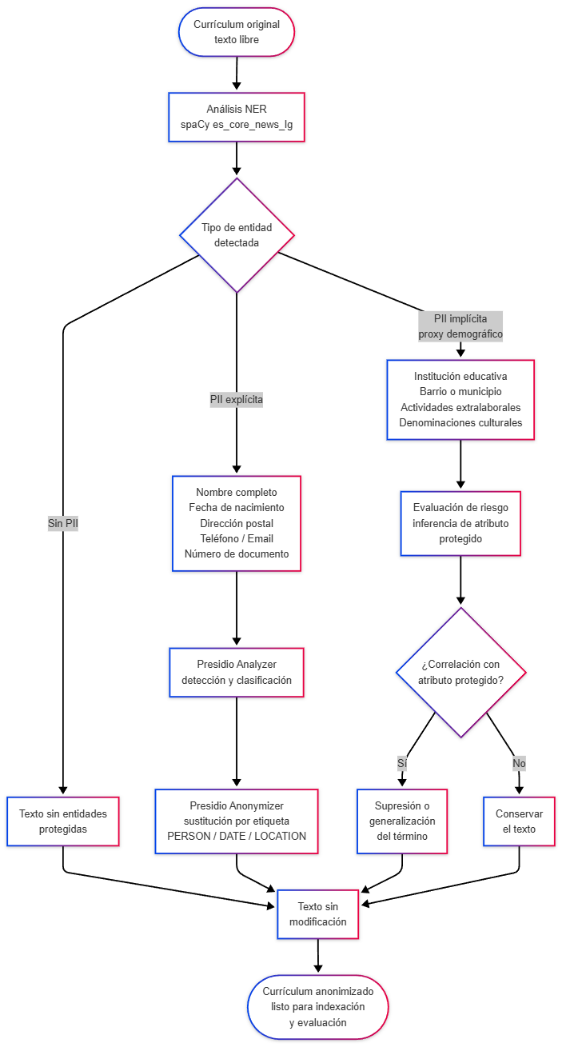 Currículum original
texto libre
Análisis NER
spaCy es_core_news_lg
Tipo de entidad
detectada
PII implícita
proxy demográfico
Institución educativa
Barrio o municipio
Actividades extralaborales
Denominaciones culturales
PII explícita
Nombre completo
Fecha de nacimiento
Dirección postal
Teléfono / Email
Número de documento
Evaluación de riesgo
inferencia de atributo
protegido
Sin PII
Presidio Analyzer
detección y clasificación
¿Correlación con
atributo protegido?
Sí
No
Texto sin entidades
protegidas
Presidio Anonymizer
sustitución por etiqueta
PERSON / DATE / LOCATION
Supresión o
generalización
del término
Conservar
el texto
Texto sin
modificación
Currículum anonimizado
listo para indexación
y evaluación